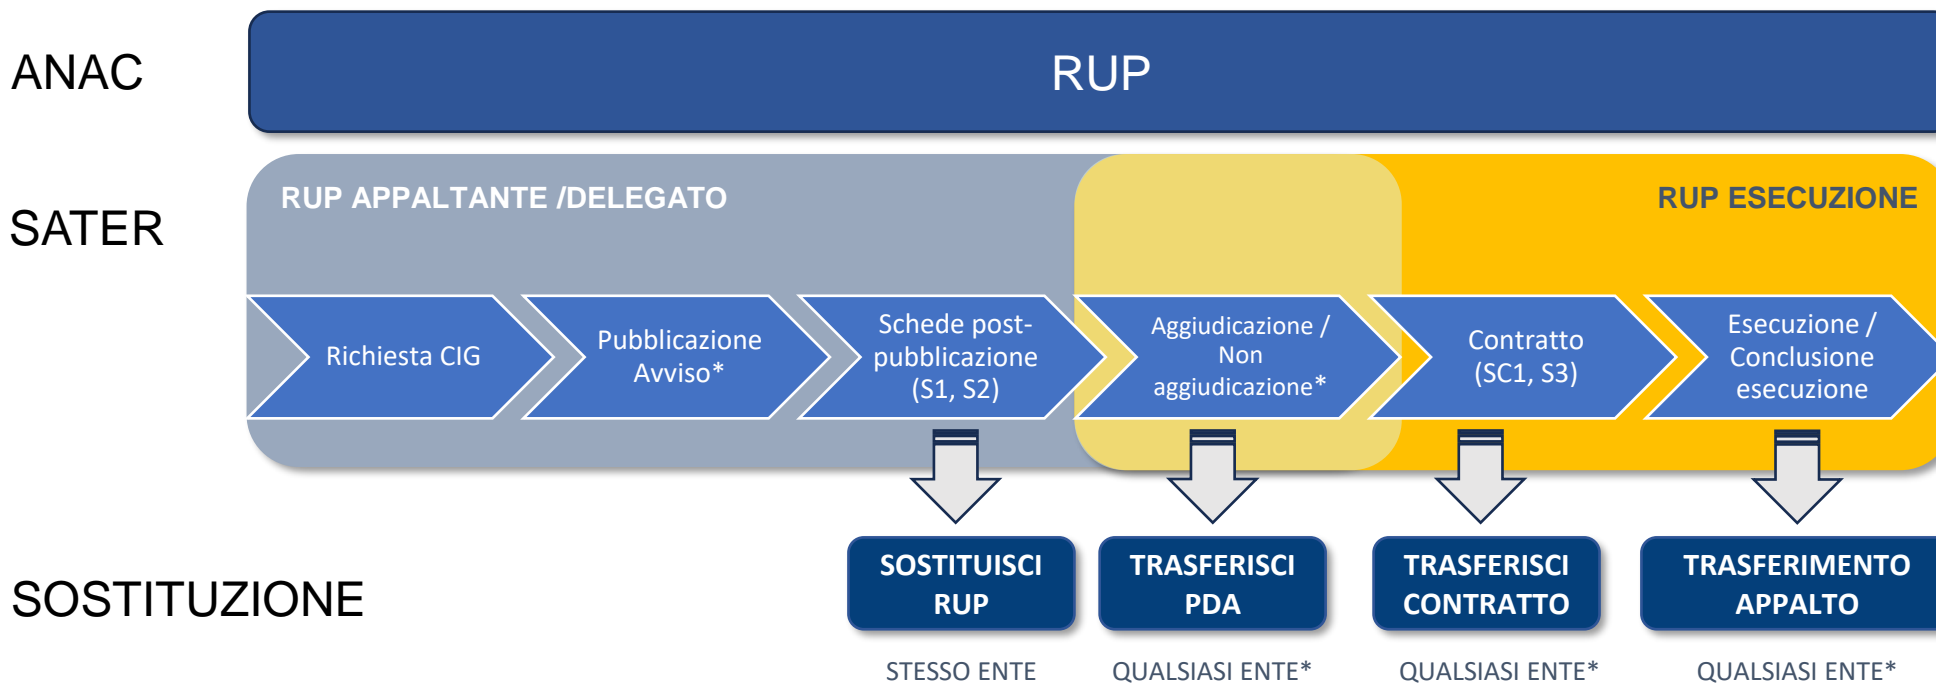 ANAC
RUP
SATER
RUP APPALTANTE /DELEGATO
RUP ESECUZIONE
Richiesta CIG
Pubblicazione
Avviso*
Schede post-
pubblicazione
(S1, S2)
Aggiudicazione /
Non
aggiudicazione*
Contratto
(SC1, S3)
Esecuzione /
Conclusione
esecuzione
SOSTITUZIONE
SOSTITUISCI
RUP
TRASFERISCI
PDA
TRASFERISCI
CONTRATTO
TRASFERIMENTO
APPALTO
STESSO ENTE
QUALSIASI ENTE*
QUALSIASI ENTE*
QUALSIASI ENTE*